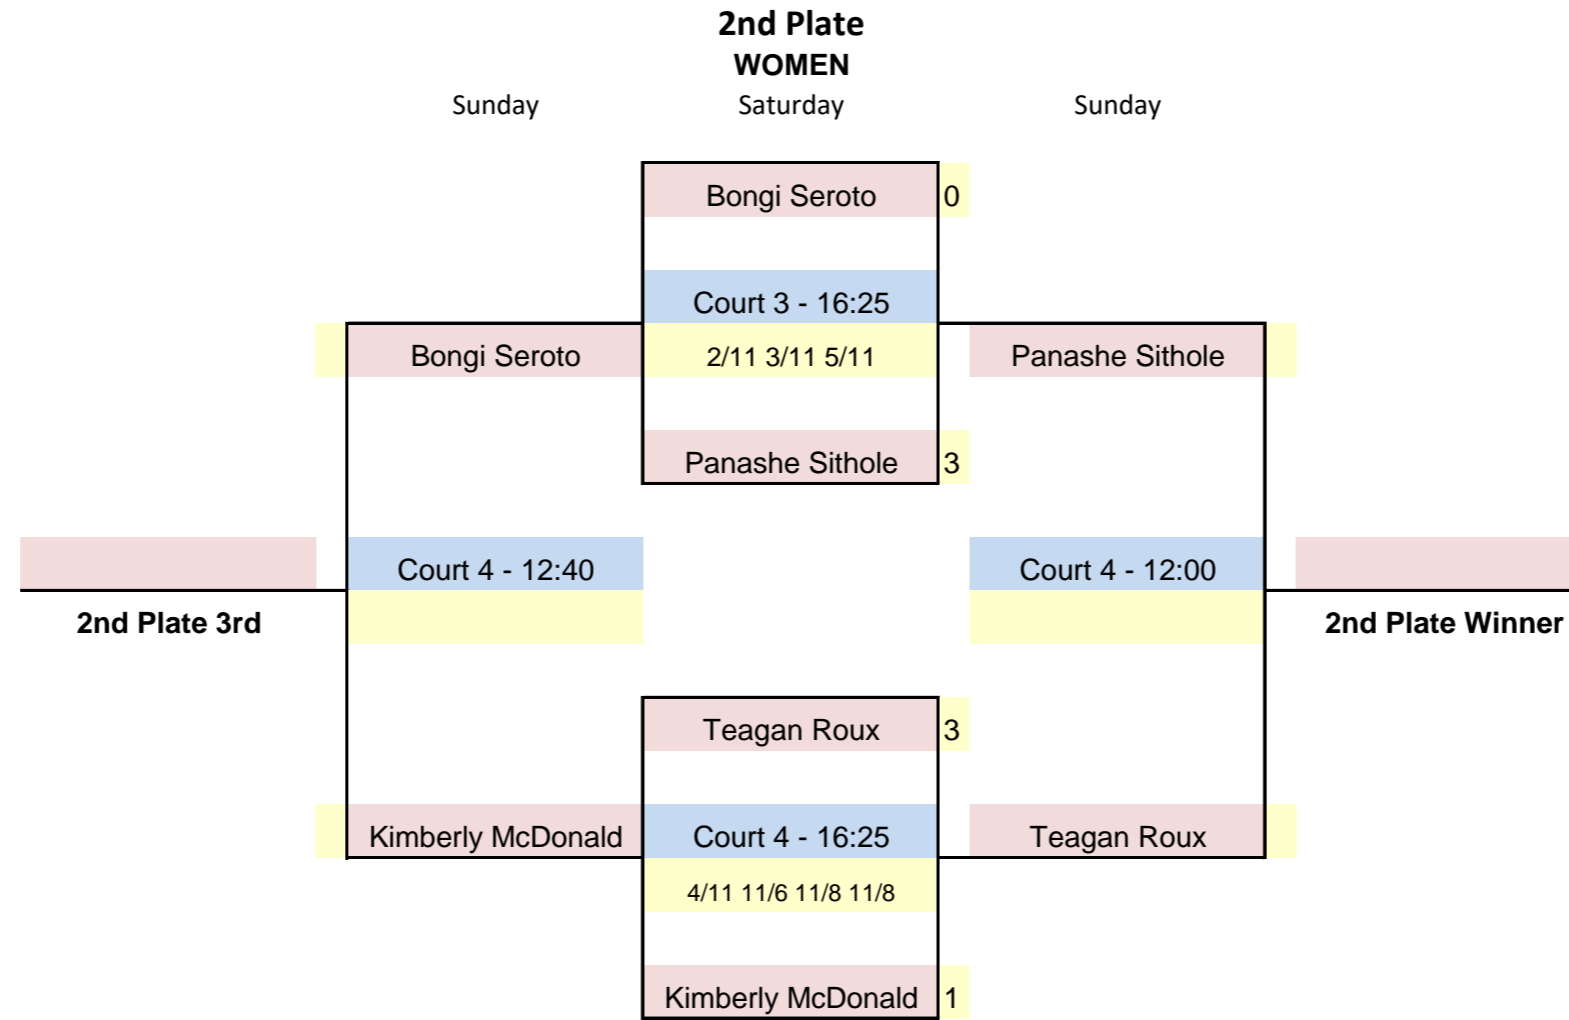 2nd Plate
WOMEN
Sunday Saturday Sunday
Bongi Seroto 0
Court 3 - 16:25
Bongi Seroto 2/11 3/11 5/11 Panashe Sithole
Panashe Sithole 3
Court 4 - 12:40 Court 4 - 12:00
2nd Plate 3rd 2nd Plate Winner
Teagan Roux 3
Kimberly McDonald Court 4 - 16:25 Teagan Roux
4/11 11/6 11/8 11/8
Kimberly McDonald 1